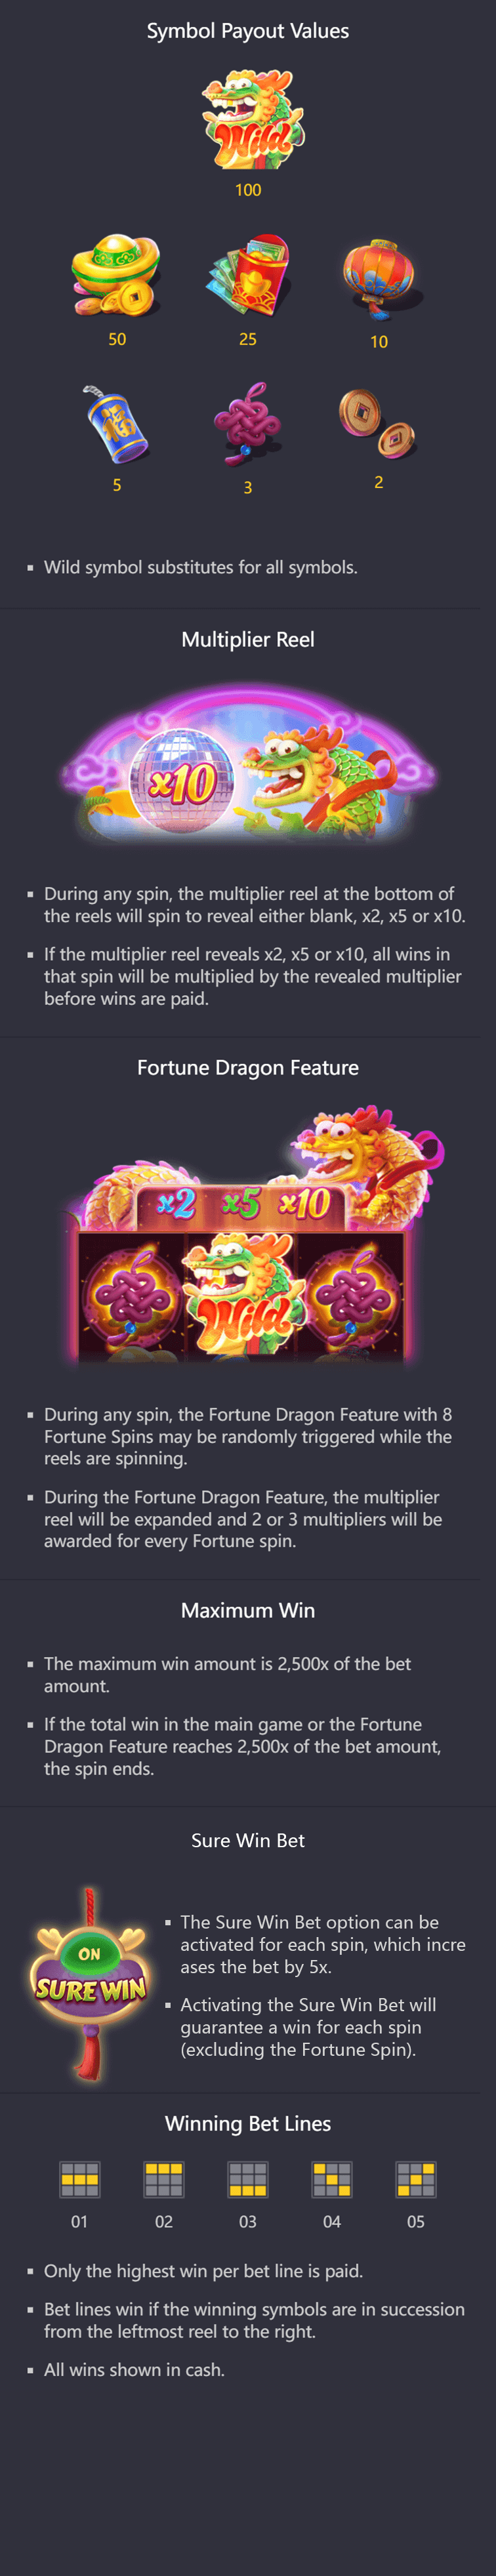 Symbol Payout Values
Wild
100
50
25
10
福
5
3
2
▪ Wild symbol substitutes for all symbols.
Multiplier Reel
x10
▪ During any spin, the multiplier reel at the bottom of
the reels will spin to reveal either blank, x2, x5 or x10.
▪ If the multiplier reel reveals x2, x5 or x10, all wins in
that spin will be multiplied by the revealed multiplier
before wins are paid.
Fortune Dragon Feature
x2 x5 x10
Wild
▪ During any spin, the Fortune Dragon Feature with 8
Fortune Spins may be randomly triggered while the
reels are spinning.
▪ During the Fortune Dragon Feature, the multiplier
reel will be expanded and 2 or 3 multipliers will be
awarded for every Fortune spin.
Maximum Win
▪ The maximum win amount is 2,500x of the bet
amount.
▪ If the total win in the main game or the Fortune
Dragon Feature reaches 2,500x of the bet amount,
the spin ends.
Sure Win Bet
ON
SURE WIN
▪ The Sure Win Bet option can be
activated for each spin, which incre
ases the bet by 5x.
▪ Activating the Sure Win Bet will
guarantee a win for each spin
(excluding the Fortune Spin).
Winning Bet Lines
01 02 03 04 05
▪ Only the highest win per bet line is paid.
▪ Bet lines win if the winning symbols are in succession
from the leftmost reel to the right.
▪ All wins shown in cash.